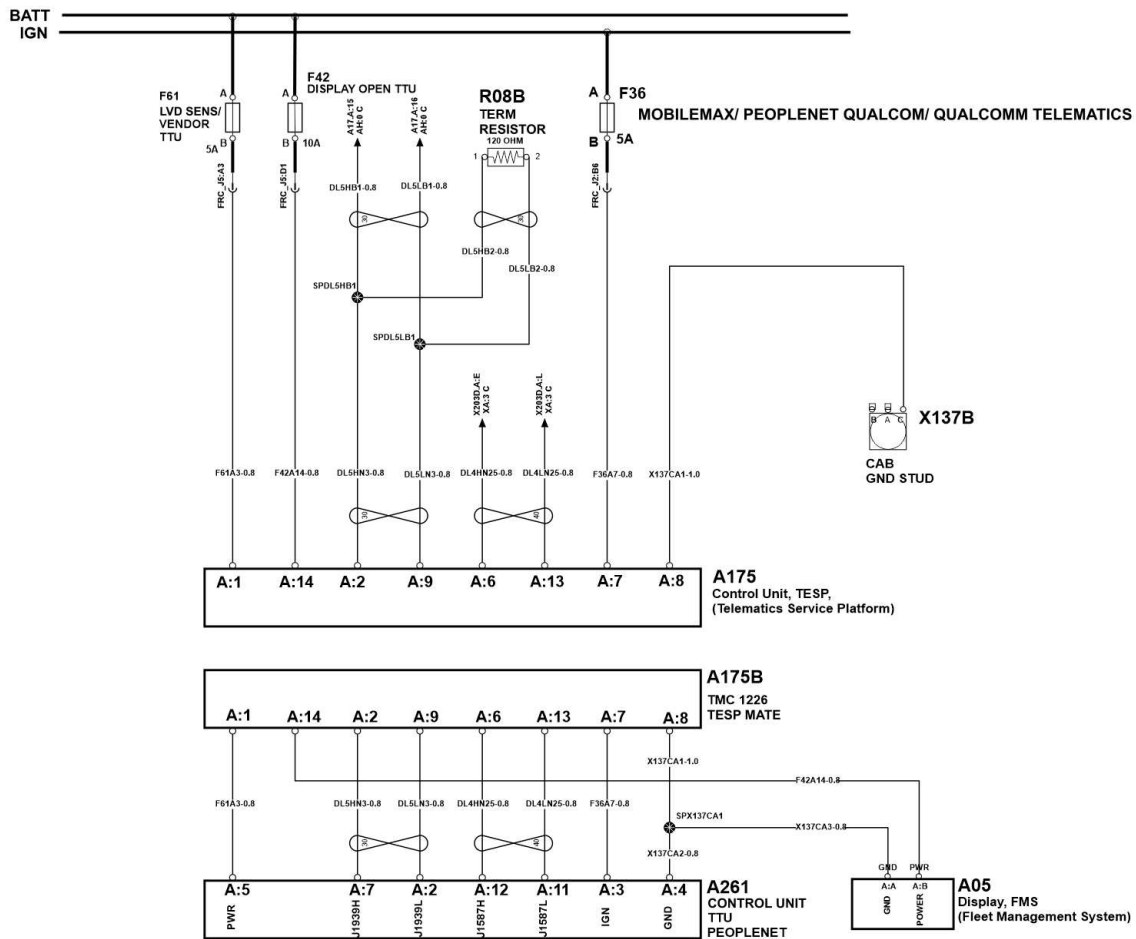 BATT
IGN
F61
LVD SENS/
VENDOR
TTU
A
B
5A
FRC_J5:A3
F42
DISPLAY OPEN TTU
A
B
10A
FRC_J5:D1
A17.A:15
AH:0 C
A17.A:16
AH:0 C
R08B
TERM
RESISTOR
120 OHM
1
2
A
F36
MOBILEMAX/ PEOPLENET QUALCOM/ QUALCOMM TELEMATICS
B
5A
FRC_J2:B6
DL5HB1-0.8
DL5LB1-0.8
30
30
DL5HB2-0.8
DL5LB2-0.8
SPDL5HB1
SPDL5LB1
X203D.A:E
XA:3 C
X203D.A:L
XA:3 C
B A C
X137B
CAB
GND STUD
F61A3-0.8
F42A14-0.8
DL5HN3-0.8
DL5LN3-0.8
DL4HN25-0.8
DL4LN25-0.8
F36A7-0.8
X137CA1-1.0
30
40
A:1
A:14
A:2
A:9
A:6
A:13
A:7
A:8
A175
Control Unit, TESP,
(Telematics Service Platform)
A175B
TMC 1226
TESP MATE
A:1
A:14
A:2
A:9
A:6
A:13
A:7
A:8
X137CA1-1.0
F42A14-0.8
F61A3-0.8
DL5HN3-0.8
DL5LN3-0.8
DL4HN25-0.8
DL4LN25-0.8
F36A7-0.8
SPX137CA1
X137CA3-0.8
30
40
X137CA2-0.8
GND
PWR
A:5
A:7
A:2
A:12
A:11
A:3
A:4
PWR
J1939H
J1939L
J1587H
J1587L
IGN
GND
A261
CONTROL UNIT
TTU
PEOPLENET
A:A
A:B
GND
POWER
A05
Display, FMS
(Fleet Management System)